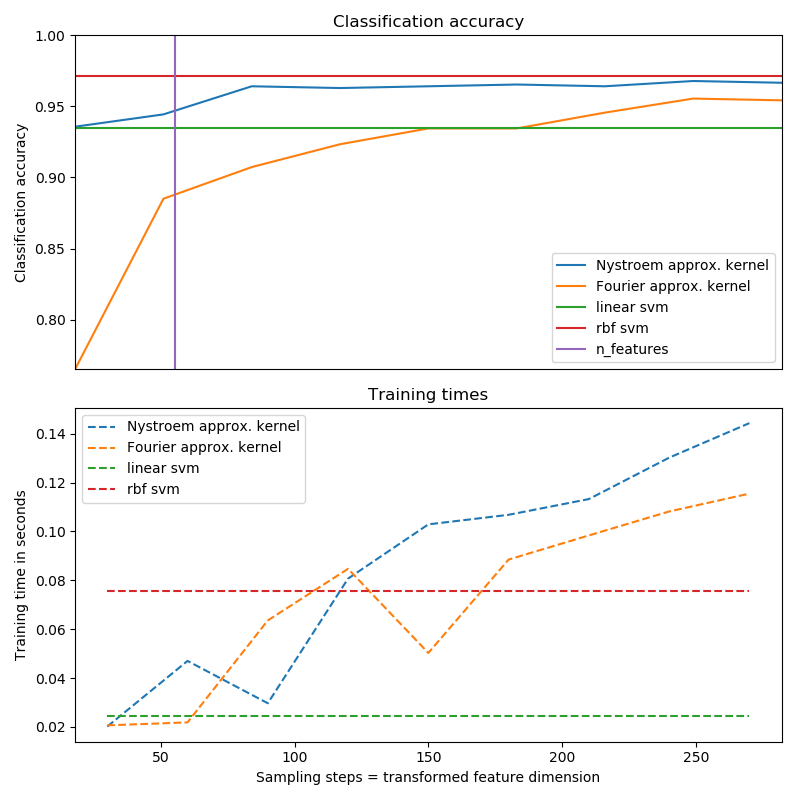 Classification accuracy
Classification accuracy
1.00
0.95
0.90
0.85
0.80
Nystroem approx. kernel
Fourier approx. kernel
linear svm
rbf svm
n_features
Training times
Training time in seconds
0.14
0.12
0.10
0.08
0.06
0.04
0.02
Nystroem approx. kernel
Fourier approx. kernel
linear svm
rbf svm
50 100 150 200 250
Sampling steps = transformed feature dimension